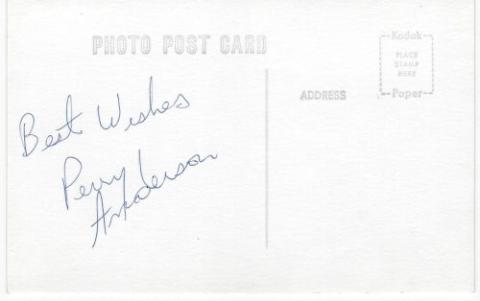 PHOTO POST CARD
Kodak
PLACE
STAMP
HERE
Paper
ADDRESS
Best Wishes
Perry
Anderson